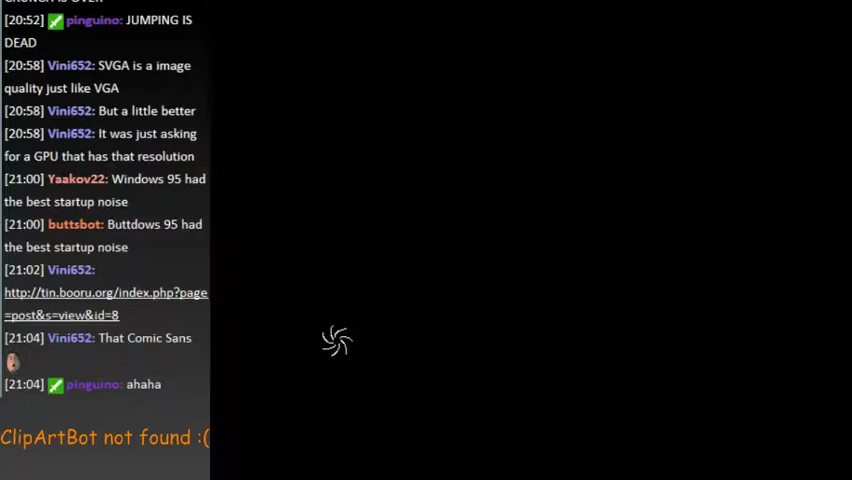 [20:52] pinguino: JUMPING IS
DEAD
[20:58] Vini652: SVGA is a image
quality just like VGA
[20:58] Vini652: But a little better
[20:58] Vini652: It was just asking
for a GPU that has that resolution
[21:00] Yaakov22: Windows 95 had
the best startup noise
[21:00] buttsbot: Buttdows 95 had
the best startup noise
[21:02] Vini652:
http://tin.booru.org/index.php?page
=post&s=view&id=8
[21:04] Vini652: That Comic Sans
[21:04] pinguino: ahaha
ClipArtBot not found :(